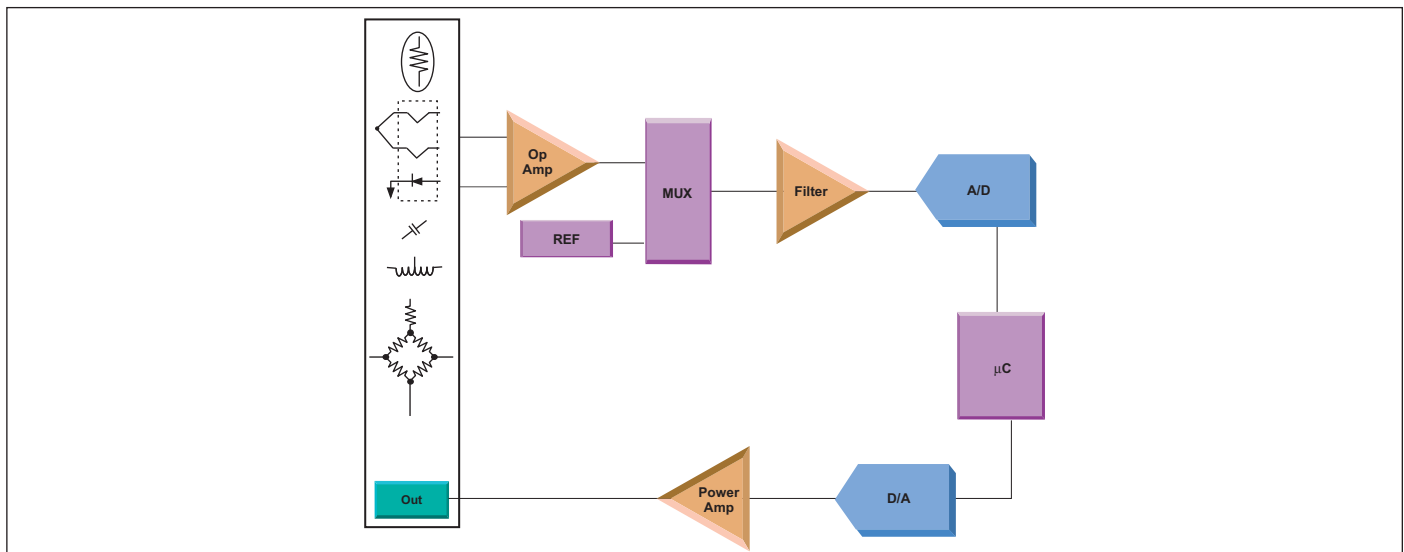 Op
Amp
MUX
REF
Filter
A/D
µC
Out
Power
Amp
D/A